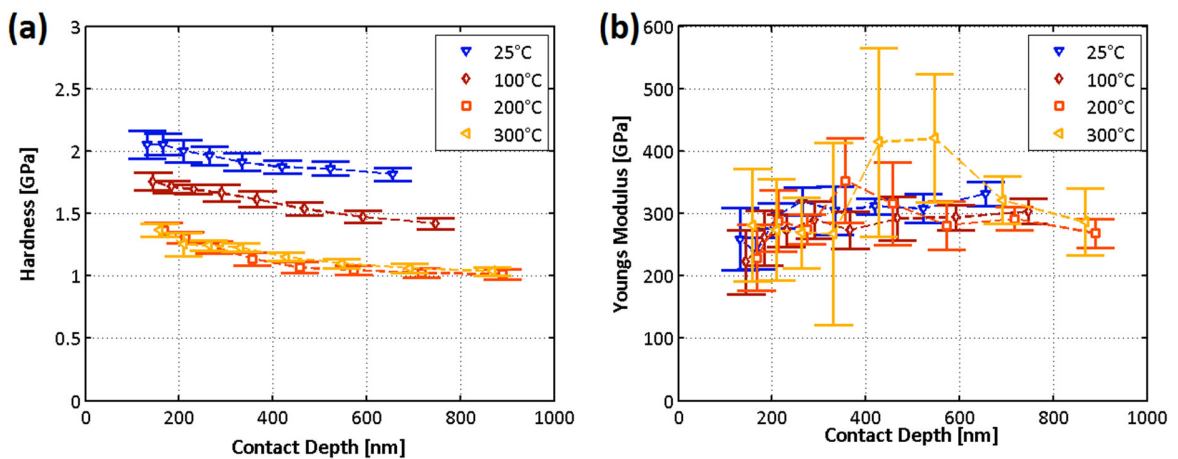 (a)
3
2.5
2
1.5
1
0.5
0
Hardness [GPa]
0 200 400 600 800 1000
Contact Depth [nm]
25°C
100°C
200°C
300°C
(b)
600
500
400
300
200
100
0
Youngs Modulus [GPa]
0 200 400 600 800 1000
Contact Depth [nm]
25°C
100°C
200°C
300°C